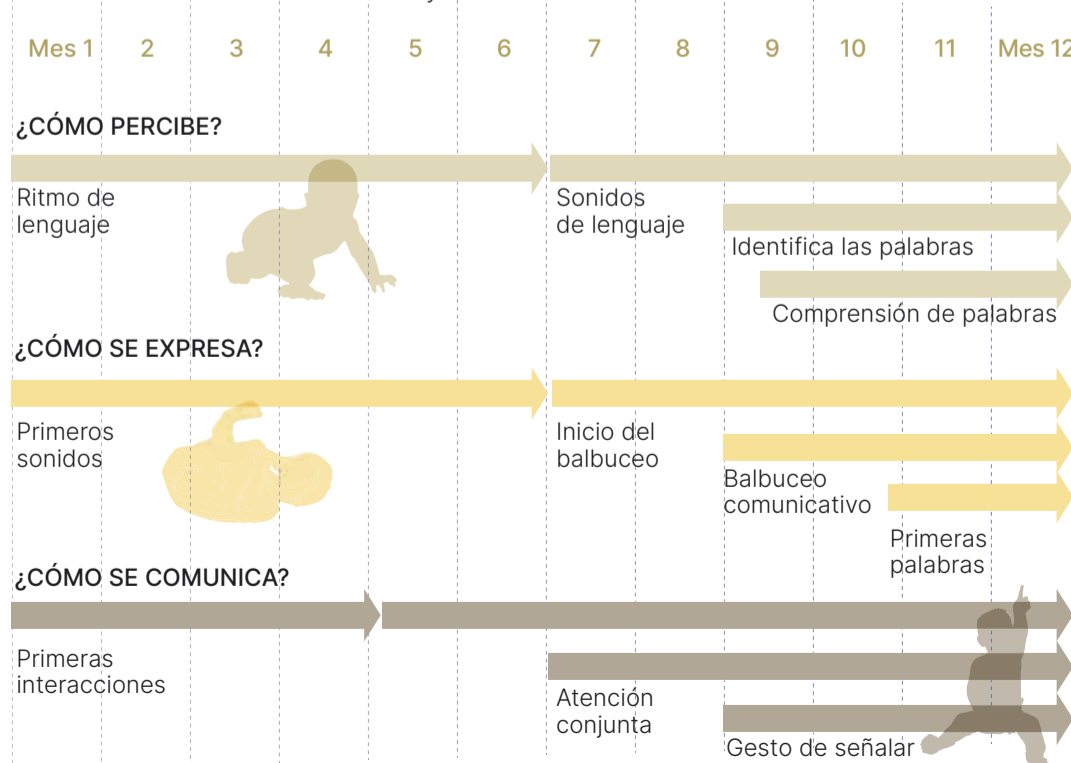 Mes 1 2 3 4 5 6 7 8 9 10 11 Mes 12
¿CÓMO PERCIBE?
Ritmo de
lenguaje
Sonidos
de lenguaje
Identifica las palabras
Comprensión de palabras
¿CÓMO SE EXPRESA?
Primeros
sonidos
Inicio del
balbuceo
Balbuceo
comunicativo
Primeras
palabras
¿CÓMO SE COMUNICA?
Primeras
interacciones
Atención
conjunta
Gesto de señalar